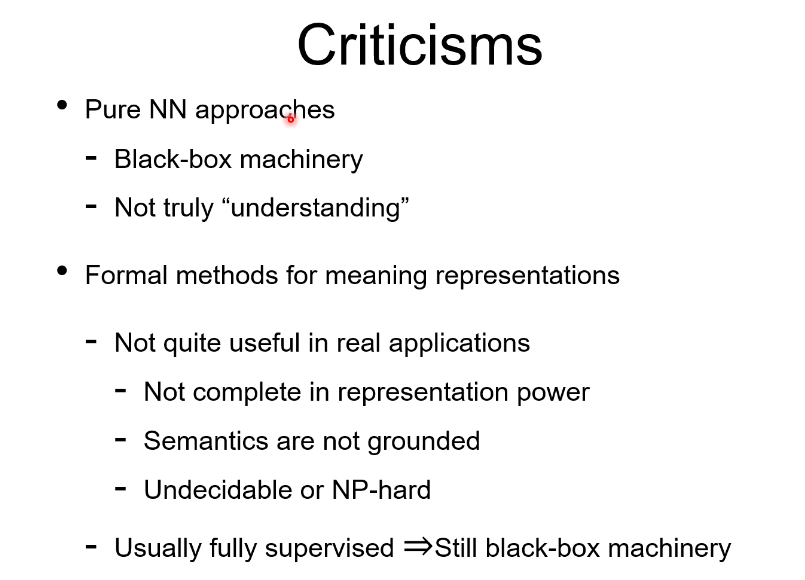 Criticisms
• Pure NN approaches
- Black-box machinery
- Not truly “understanding”
• Formal methods for meaning representations
- Not quite useful in real applications
- Not complete in representation power
- Semantics are not grounded
- Undecidable or NP-hard
- Usually fully supervised ⇒Still black-box machinery